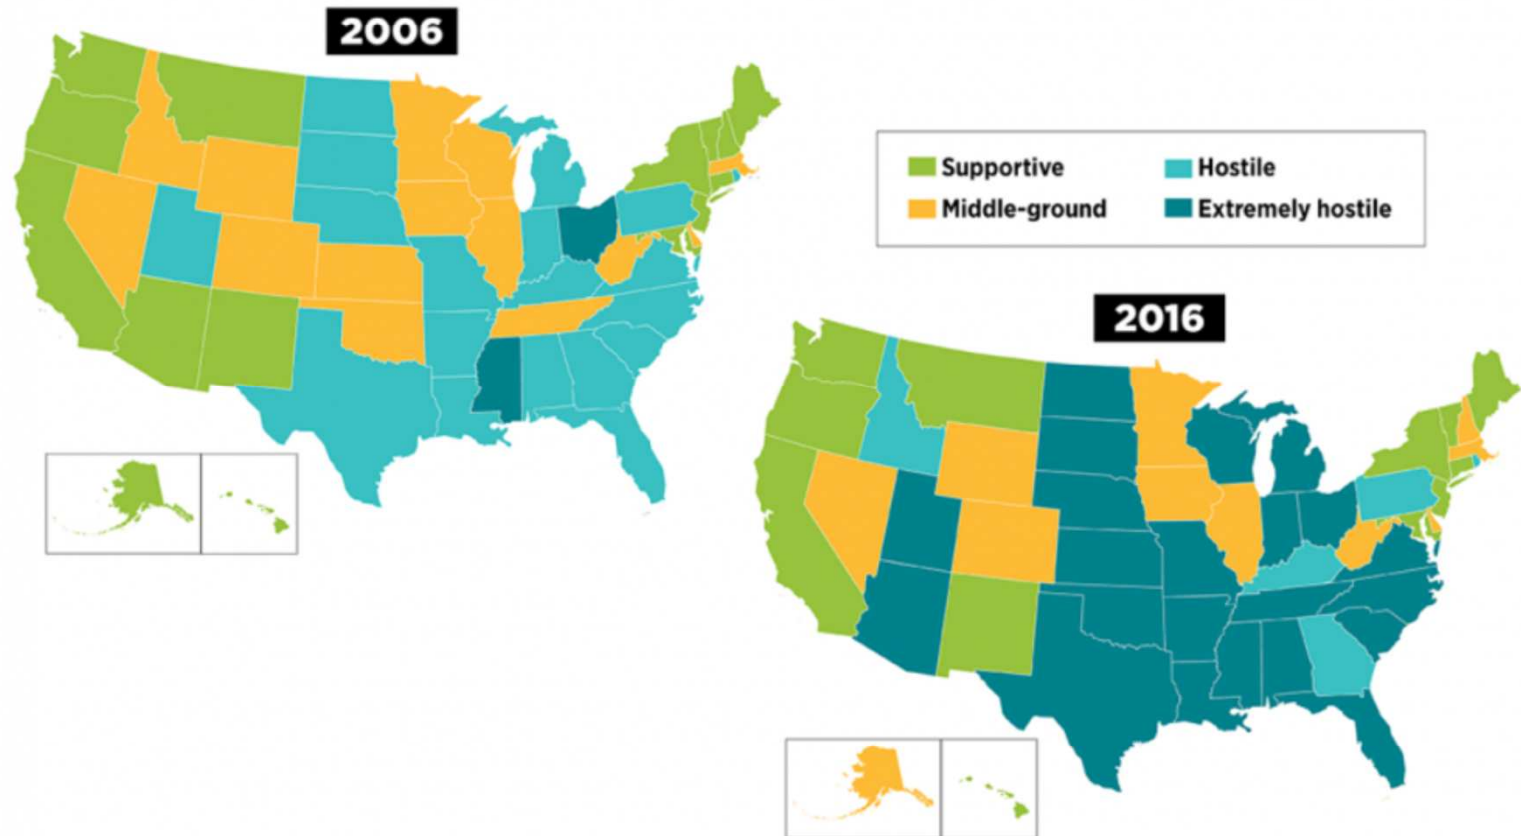 2006
Supportive
Hostile
Middle-ground
Extremely hostile
2016